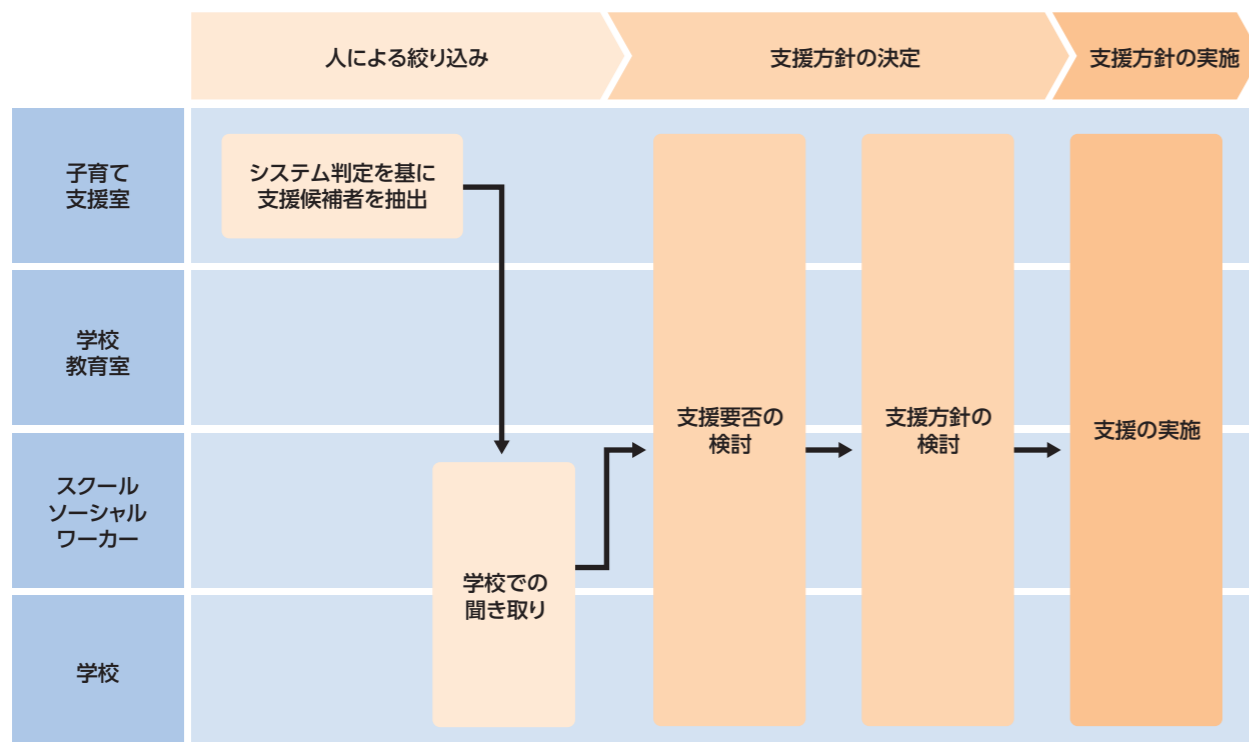 人による絞り込み
支援方針の決定
支援方針の実施
子育て
支援室
システム判定を基に
支援候補者を抽出
学校
教育室
支援要否の
検討
支援方針の
検討
支援の実施
スクール
ソーシャル
ワーカー
学校での
聞き取り
学校